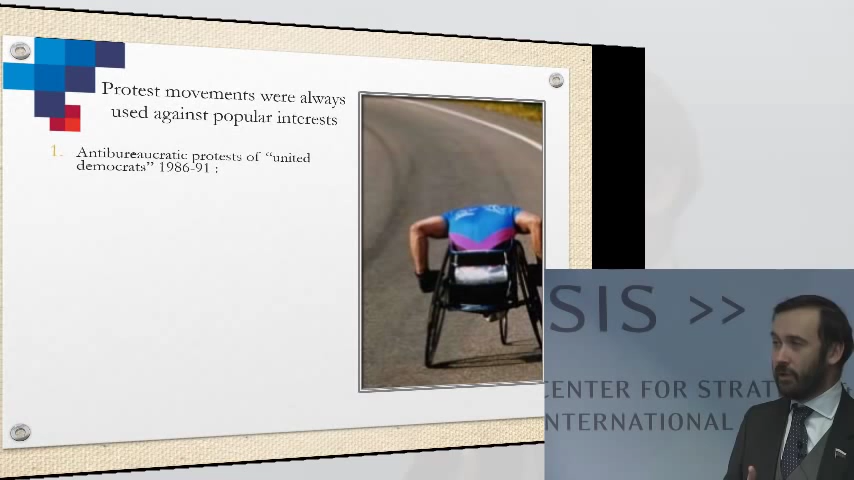 Protest movements were always
used against popular interests
1. Antibureaucratic protests of “united
democrats” 1986-91 :
SIS >>
CENTER FOR STRAT
NTERNATIONAL